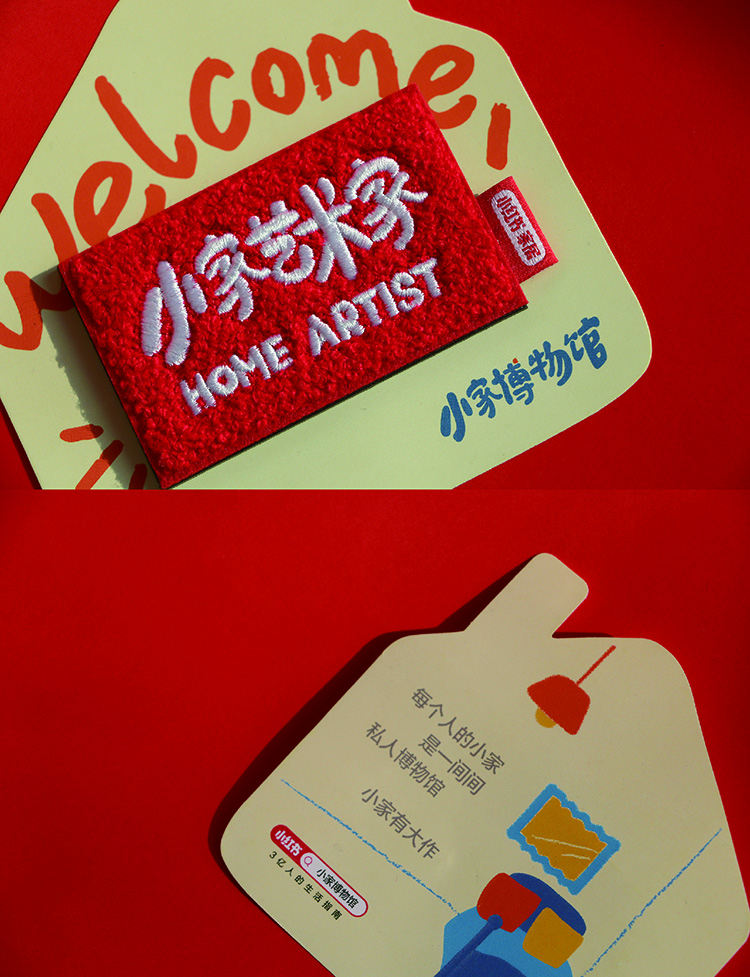 welcome,
小家艺术家
HOME ARTIST
小红书 家居
小家博物馆
每个人的小家
是一间间
私人博物馆
小家有大作
小红书 小家博物馆
3亿人的生活指南